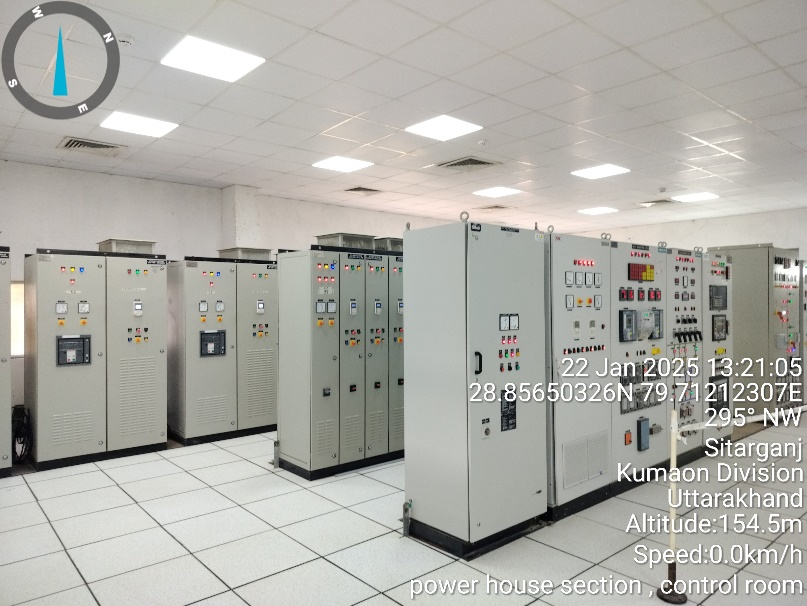 W
N
S
E
22 Jan 2025 13:21:05
28.85650326N 79.71212307E
295° NW
Sitarganj
Kumaon Division
Uttarakhand
Altitude:154.5m
Speed:0.0km/h
power house section , control room